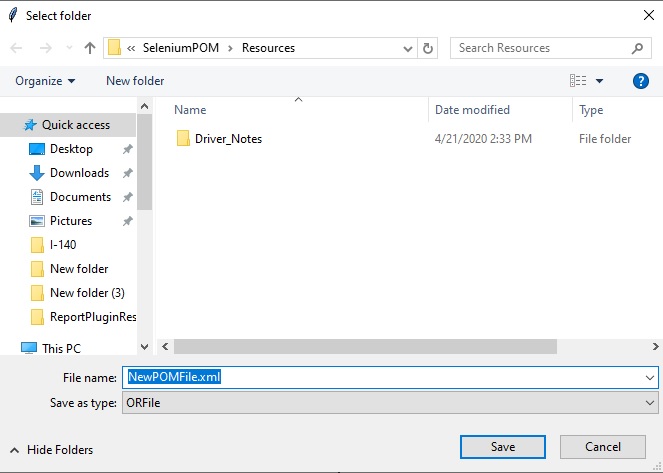 Select folder
SeleniumPOM > Resources
Search Resources
Organize
New folder
Name
Date modified
Type
Quick access
Desktop
Downloads
Documents
Pictures
I-140
New folder
New folder (3)
ReportPluginRes
This PC
Driver_Notes
4/21/2020 2:33 PM
File folder
File name:
NewPOMFile.xml
Save as type:
ORFile
Hide Folders
Save
Cancel